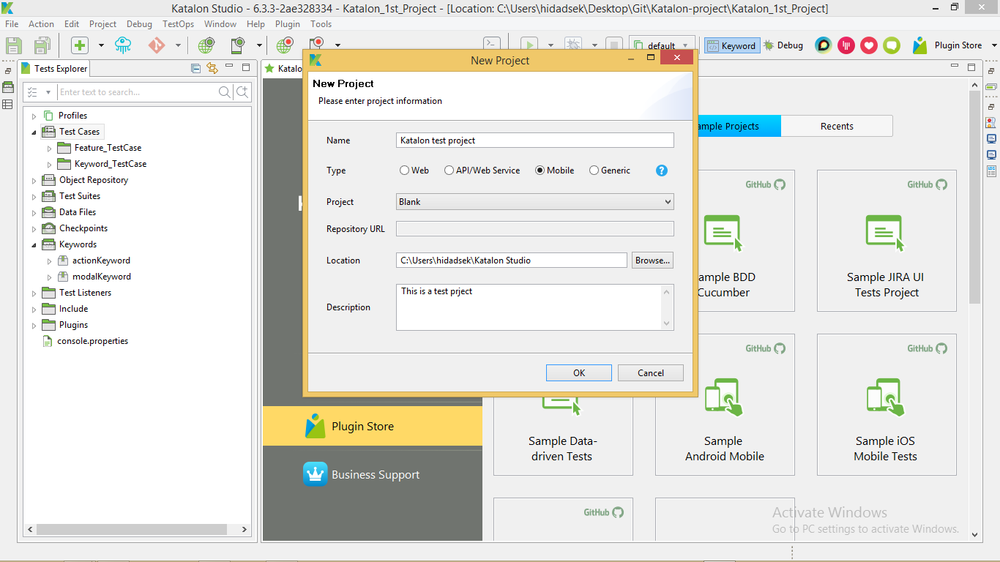 Katalon Studio - 6.3.3-2ae328334 - Katalon_1st_Project - [Location: C:\Users\hidadsek\Desktop\Git\Katalon-project\Katalon_1st_Project]
File Action Edit Project Debug TestOps Window Help Plugin Tools
default
Keyword
Debug
Plugin Store
Tests Explorer
Enter text to search...
Profiles
Test Cases
Feature_TestCase
Keyword_TestCase
Object Repository
Test Suites
Data Files
Checkpoints
Keywords
actionKeyword
modalKeyword
Test Listeners
Include
Plugins
console.properties
Katalo
New Project
New Project
Please enter project information
Name Katalon test project
Type Web API/Web Service Mobile Generic
Project Blank
Repository URL
Location C:\Users\hidadsek\Katalon Studio Browse...
Description This is a test prject
OK Cancel
Plugin Store
Business Support
ample Projects Recents
GitHub
ample BDD
Cucumber
GitHub
Sample JIRA UI
Tests Project
Sample Data-
driven Tests
GitHub
Sample
Android Mobile
GitHub
Sample iOS
Mobile Tests
GitHub
Activate Windows
Go to PC settings to activate Windows.